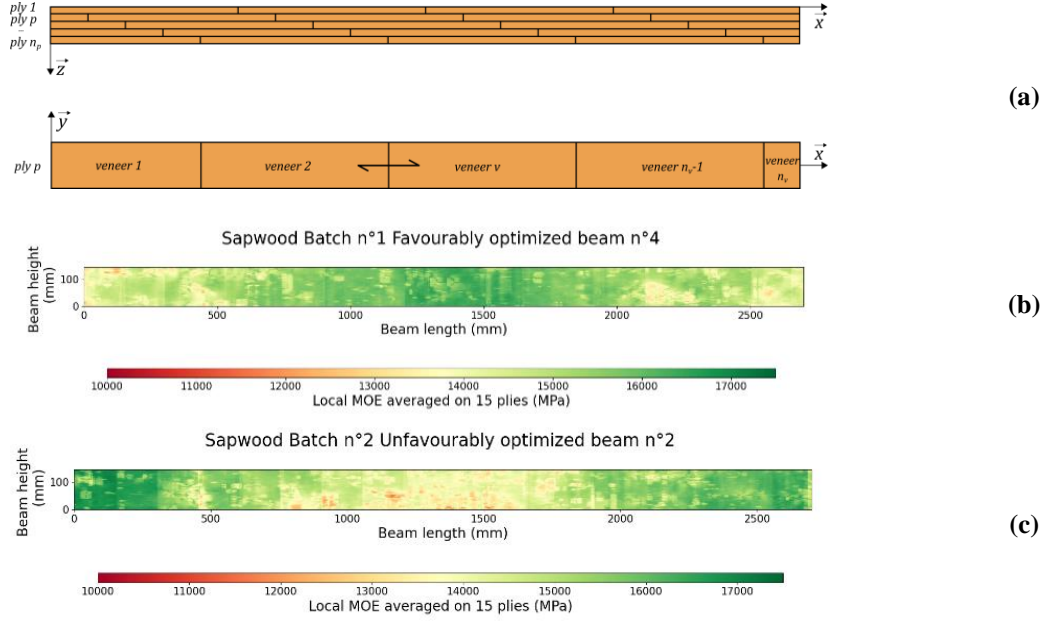 ply 1
ply p
ply n_p
x
z
(a)
y
ply p
veneer 1
veneer 2
veneer v
veneer n_v-1
veneer
n_v
x
Sapwood Batch n°1 Favourably optimized beam n°4
Beam height
(mm)
100
0
0 500 1000 1500 2000 2500
Beam length (mm)
(b)
10000 11000 12000 13000 14000 15000 16000 17000
Local MOE averaged on 15 plies (MPa)
Sapwood Batch n°2 Unfavourably optimized beam n°2
Beam height
(mm)
100
0
0 500 1000 1500 2000 2500
Beam length (mm)
(c)
10000 11000 12000 13000 14000 15000 16000 17000
Local MOE averaged on 15 plies (MPa)